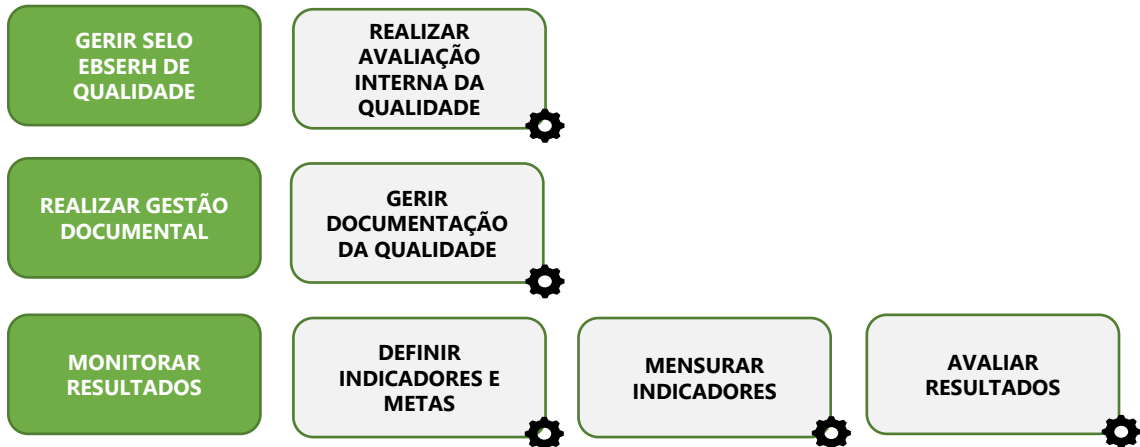 GERIR SELO
EBSERH DE
QUALIDADE
REALIZAR
AVALIAÇÃO
INTERNA DA
QUALIDADE
REALIZAR GESTÃO
DOCUMENTAL
GERIR
DOCUMENTAÇÃO
DA QUALIDADE
MONITORAR
RESULTADOS
DEFINIR
INDICADORES E
METAS
MENSURAR
INDICADORES
AVALIAR
RESULTADOS